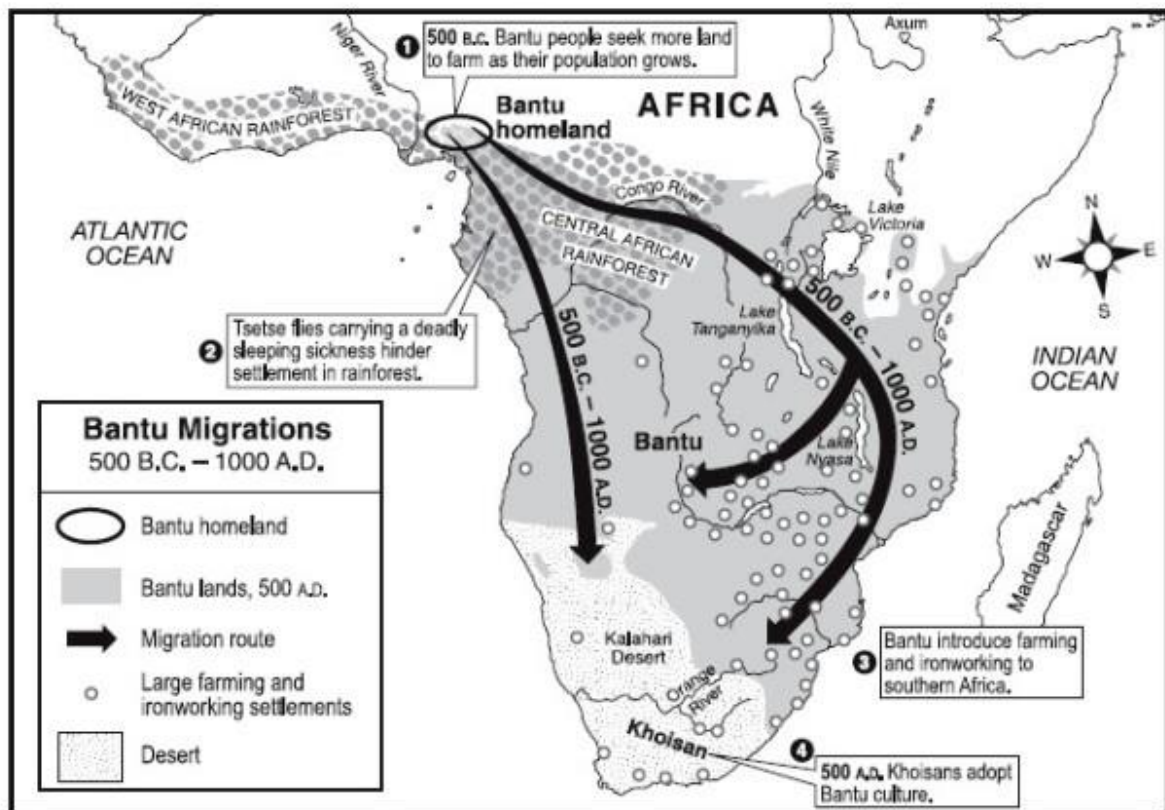 Axum
❶ 500 B.C. Bantu people seek more land
to farm as their population grows.
Niger River
WEST AFRICAN RAINFOREST
Bantu
homeland
AFRICA
White Nile
Congo River
Lake
Victoria
CENTRAL AFRICAN
RAINFOREST
ATLANTIC
OCEAN
N
W E
S
❷ Tsetse flies carrying a deadly
sleeping sickness hinder
settlement in rainforest.
500 B.C. – 1000 A.D.
Lake
Tanganyika
500 B.C. – 1000 A.D.
INDIAN
OCEAN
Bantu
Lake
Nyasa
Madagascar
Bantu Migrations
500 B.C. – 1000 A.D.
Bantu homeland
Bantu lands, 500 A.D.
Migration route
Large farming and
ironworking settlements
Desert
Kalahari
Desert
Orange
River
Khoisan
❸ Bantu introduce farming
and ironworking to
southern Africa.
❹ 500 A.D. Khoisans adopt
Bantu culture.